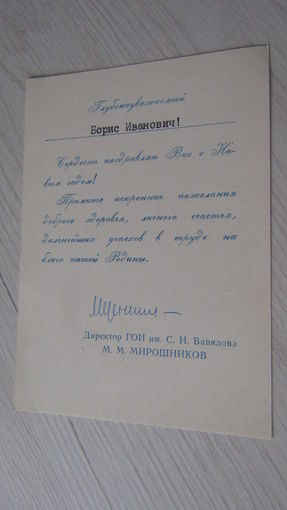 Глубокоуважаемый
Борис Иванович!
Сердечно поздравляю Вас с Но-
вым годом!
Примите искренние пожелания
доброго здоровья, личного счастья,
дальнейших успехов в труде на
благо нашей Родины.
Директор ГОИ им. С. И. Вавилова
М. М. МИРОШНИКОВ